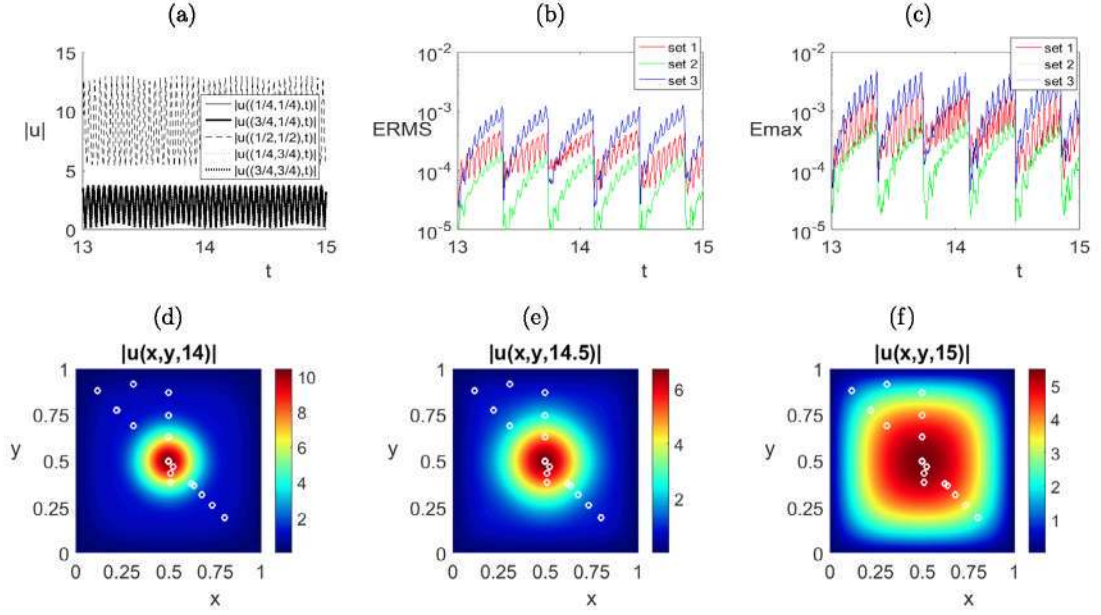 (a)
15
10
5
0
|u|
13
14
15
t
|u((1/4,1/4),t)|
|u((3/4,1/4),t)|
|u((1/2,1/2),t)|
|u((1/4,3/4),t)|
|u((3/4,3/4),t)|
(b)
10-2
10-3
10-4
10-5
ERMS
13
14
15
t
set 1
set 2
set 3
(c)
10-2
10-3
10-4
10-5
Emax
13
14
15
t
set 1
set 2
set 3
(d)
|u(x,y,14)|
1
0.75
0.5
0.25
0
y
0
0.25
0.5
0.75
1
x
10
8
6
4
2
(e)
|u(x,y,14.5)|
1
0.75
0.5
0.25
0
y
0
0.25
0.5
0.75
1
x
6
4
2
(f)
|u(x,y,15)|
1
0.75
0.5
0.25
0
y
0
0.25
0.5
0.75
1
x
5
4
3
2
1